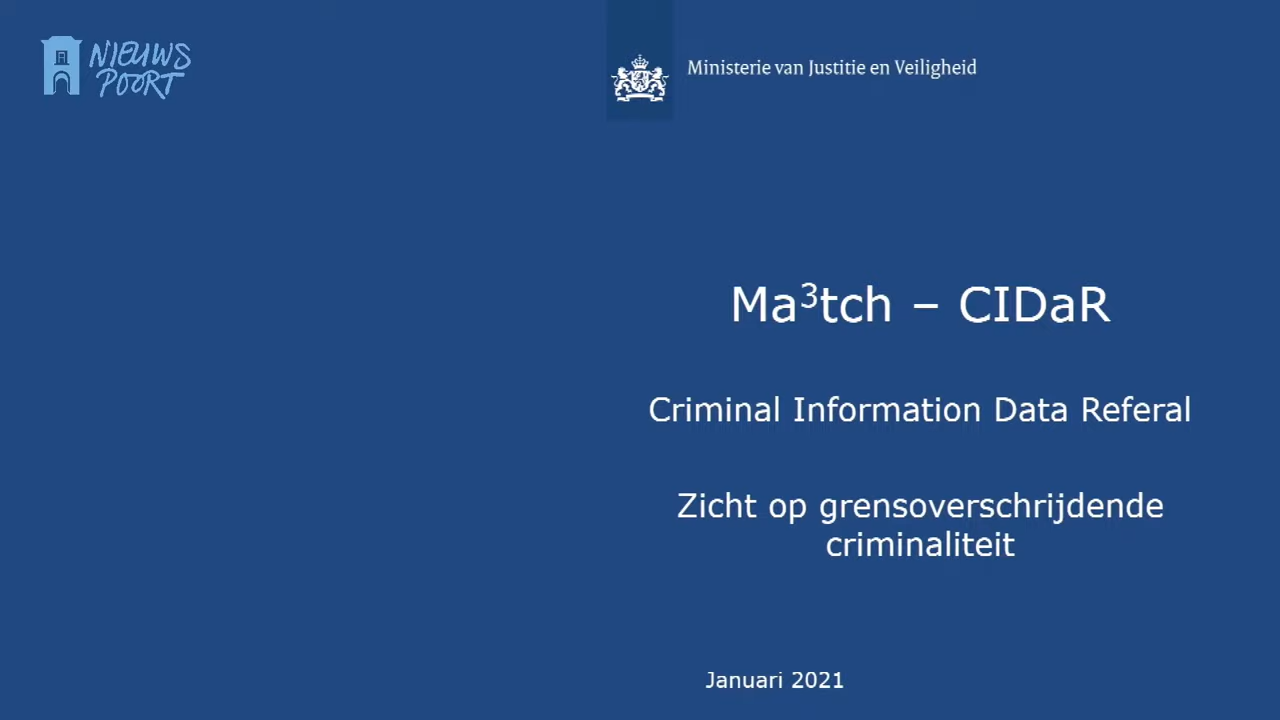 NIEUWS
POORT
Ministerie van Justitie en Veiligheid
Ma³tch – CIDaR
Criminal Information Data Referal
Zicht op grensoverschrijdende
criminaliteit
Januari 2021